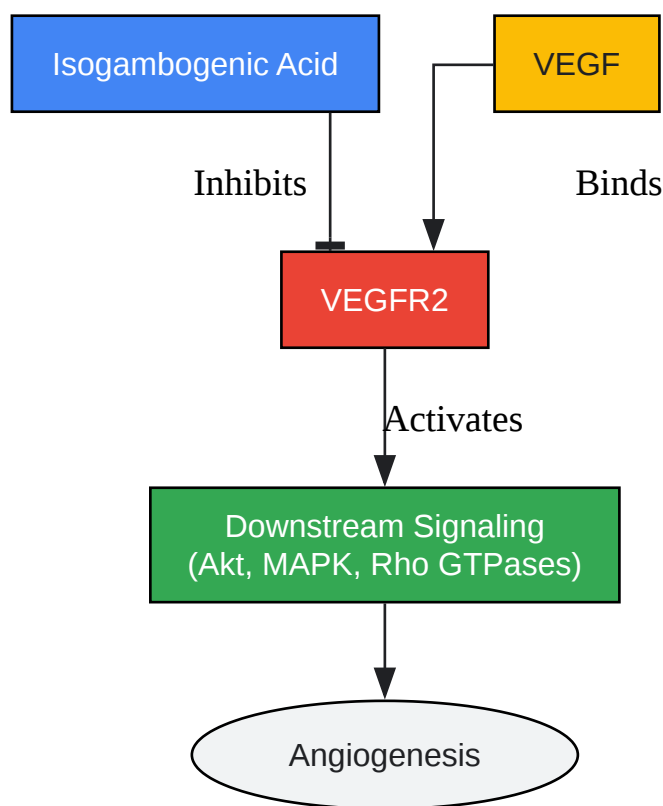 Isogambogenic Acid
VEGF
Inhibits
Binds
VEGFR2
Activates
Downstream Signaling
(Akt, MAPK, Rho GTPases)
Angiogenesis